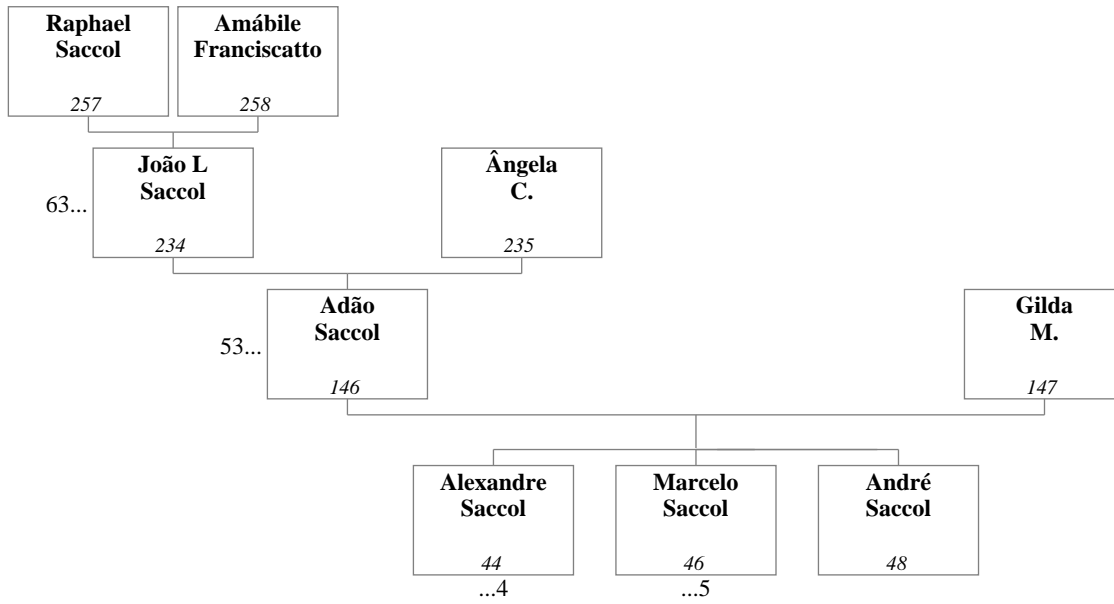 Raphael
Saccol
257
Amábile
Franciscatto
258
63...
João L
Saccol
234
Ângela
C.
235
53...
Adão
Saccol
146
Gilda
M.
147
Alexandre
Saccol
44
...4
Marcelo
Saccol
46
...5
André
Saccol
48